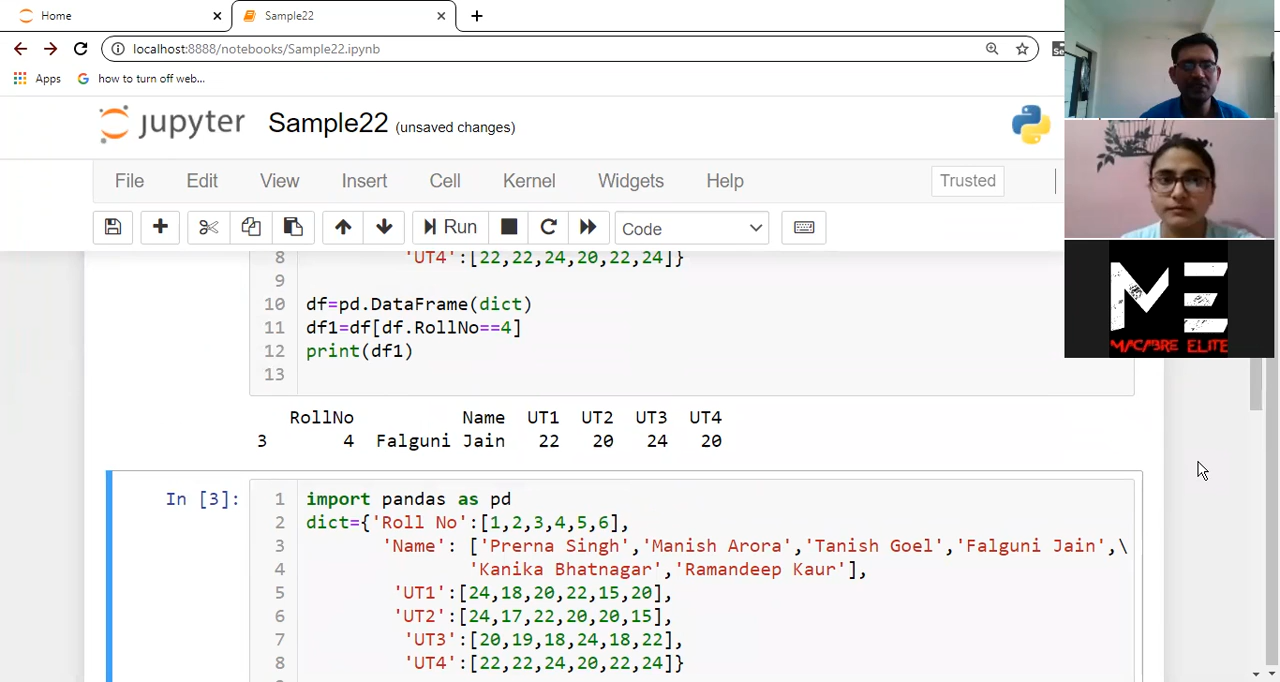 Home
Sample22
localhost:8888/notebooks/Sample22.ipynb
Se
Apps
G how to turn off web...
jupyter Sample22 (unsaved changes)
File Edit View Insert Cell Kernel Widgets Help Trusted
Run Code
8 'UT4':[22,22,24,20,22,24]}
9
10 df=pd.DataFrame(dict)
11 df1=df[df.RollNo==4]
12 print(df1)
13
RollNo Name UT1 UT2 UT3 UT4
3 4 Falguni Jain 22 20 24 20
In [3]:
1 import pandas as pd
2 dict={'Roll No':[1,2,3,4,5,6],
3 'Name': ['Prerna Singh','Manish Arora','Tanish Goel','Falguni Jain',\
4 'Kanika Bhatnagar','Ramandeep Kaur'],
5 'UT1':[24,18,20,22,15,20],
6 'UT2':[24,17,22,20,20,15],
7 'UT3':[20,19,18,24,18,22],
8 'UT4':[22,22,24,20,22,24]}
ME
MACABRE ELITE